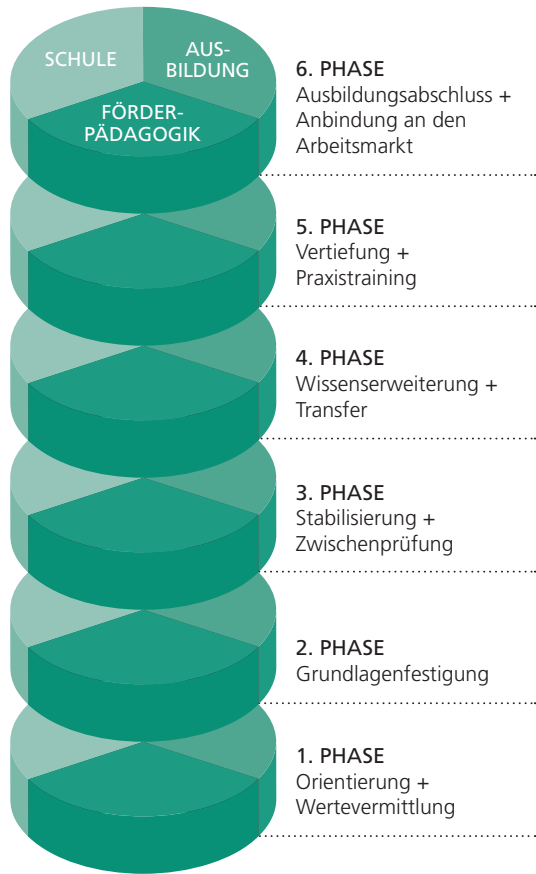 SCHULE
AUS-
BILDUNG
FÖRDER-
PÄDAGOGIK
6. PHASE
Ausbildungsabschluss +
Anbindung an den
Arbeitsmarkt
5. PHASE
Vertiefung +
Praxistraining
4. PHASE
Wissenserweiterung +
Transfer
3. PHASE
Stabilisierung +
Zwischenprüfung
2. PHASE
Grundlagenfestigung
1. PHASE
Orientierung +
Wertevermittlung